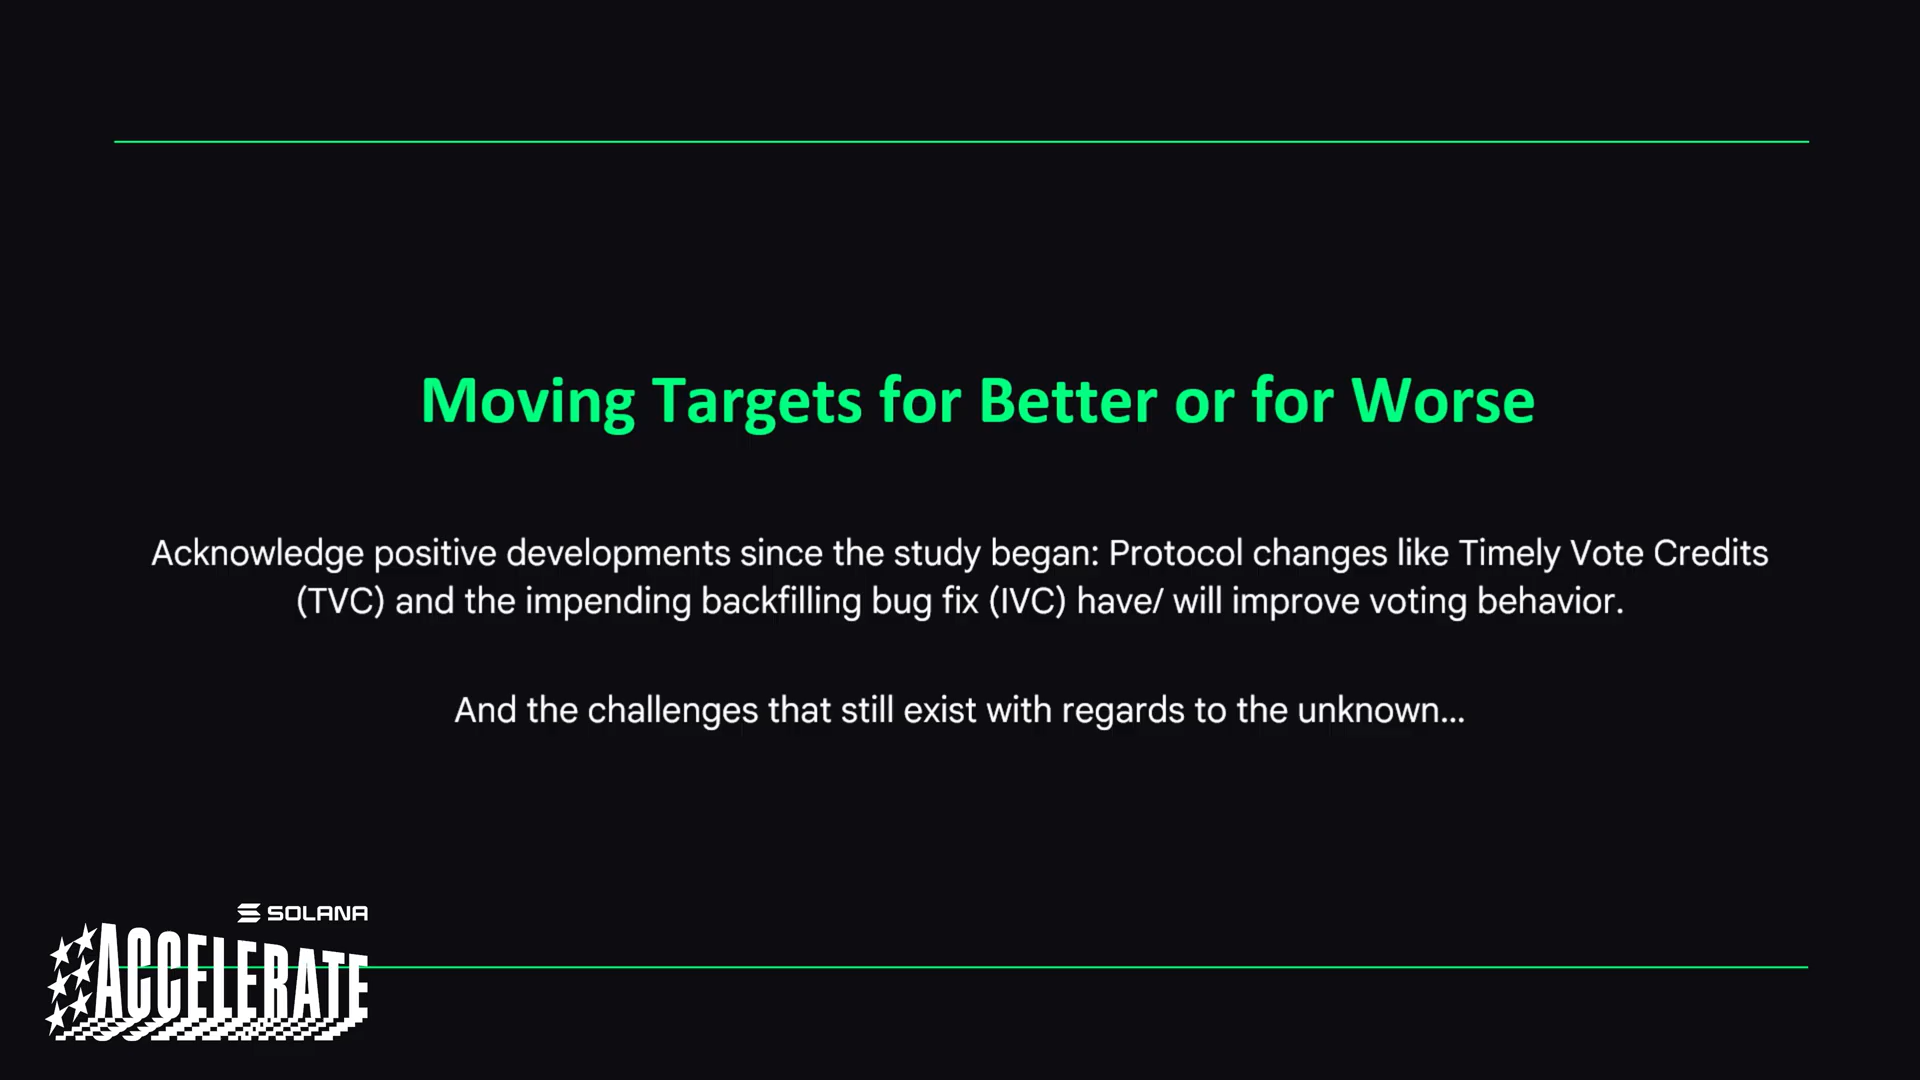 Moving Targets for Better or for Worse
Acknowledge positive developments since the study began: Protocol changes like Timely Vote Credits
(TVC) and the impending backfilling bug fix (IVC) have/ will improve voting behavior.
And the challenges that still exist with regards to the unknown...
SOLANA
ACCELERATE